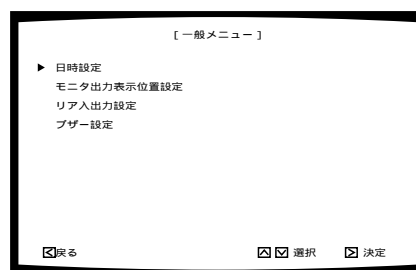 [一般メニュー]
▶ 日時設定
モニタ出力表示位置設定
リア入出力設定
ブザー設定
戻る 選択 決定